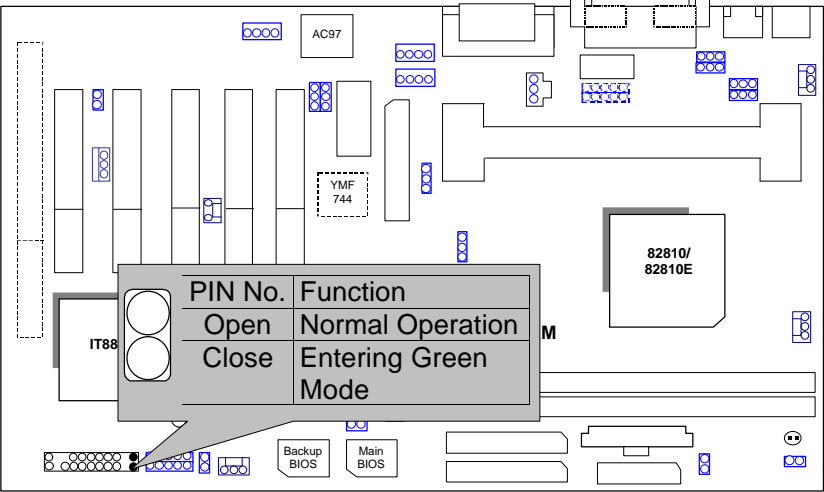 AC97
YMF
744
82810/
82810E
PIN No. Function
Open Normal Operation
Close Entering Green
Mode
IT88
M
Backup
BIOS
Main
BIOS